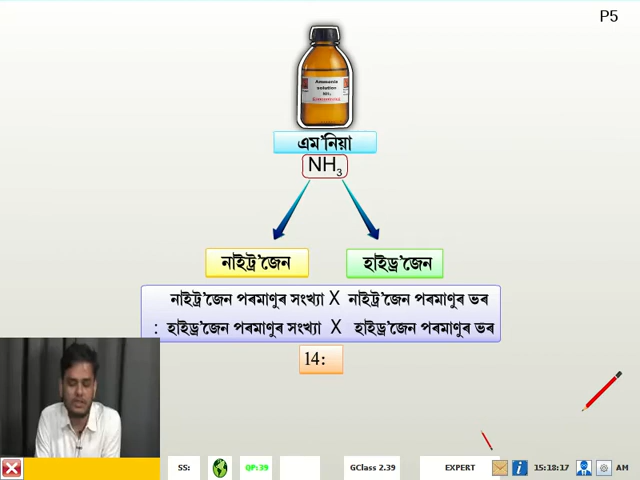 P5
Ammonia
solution
এম'নিয়া
NH₃
নাইট্ৰ'জেন
হাইড্ৰ'জেন
নাইট্ৰ'জেন পৰমাণুৰ সংখ্যা X নাইট্ৰ'জেন পৰমাণুৰ ভৰ
: হাইড্ৰ'জেন পৰমাণুৰ সংখ্যা X হাইড্ৰ'জেন পৰমাণুৰ ভৰ
14:
SS: QP:39 GClass 2.39 EXPERT 15:18:17 AM